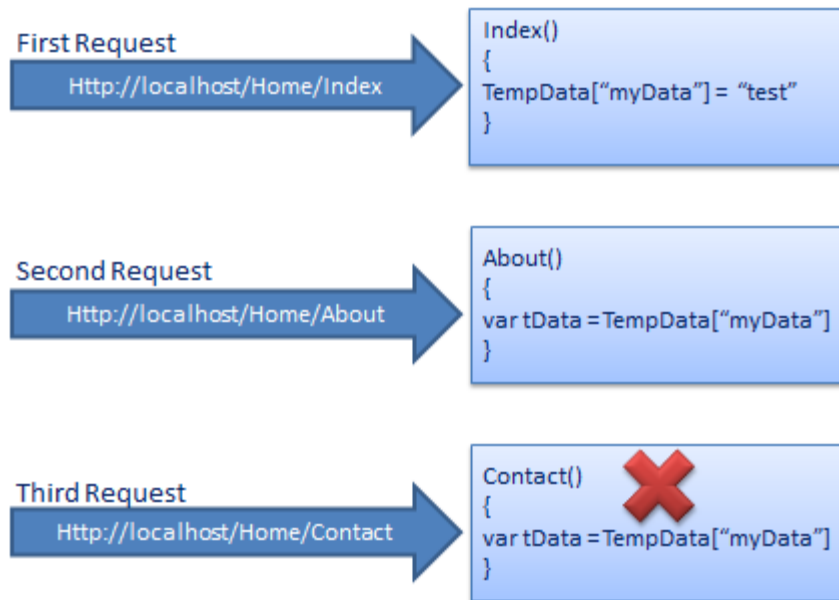 First Request
Http://localhost/Home/Index
Index()
{
TempData[“myData”] = “test”
}
Second Request
Http://localhost/Home/About
About()
{
var tData =TempData[“myData”]
}
Third Request
Http://localhost/Home/Contact
Contact()
{
var tData =TempData[“myData”]
}